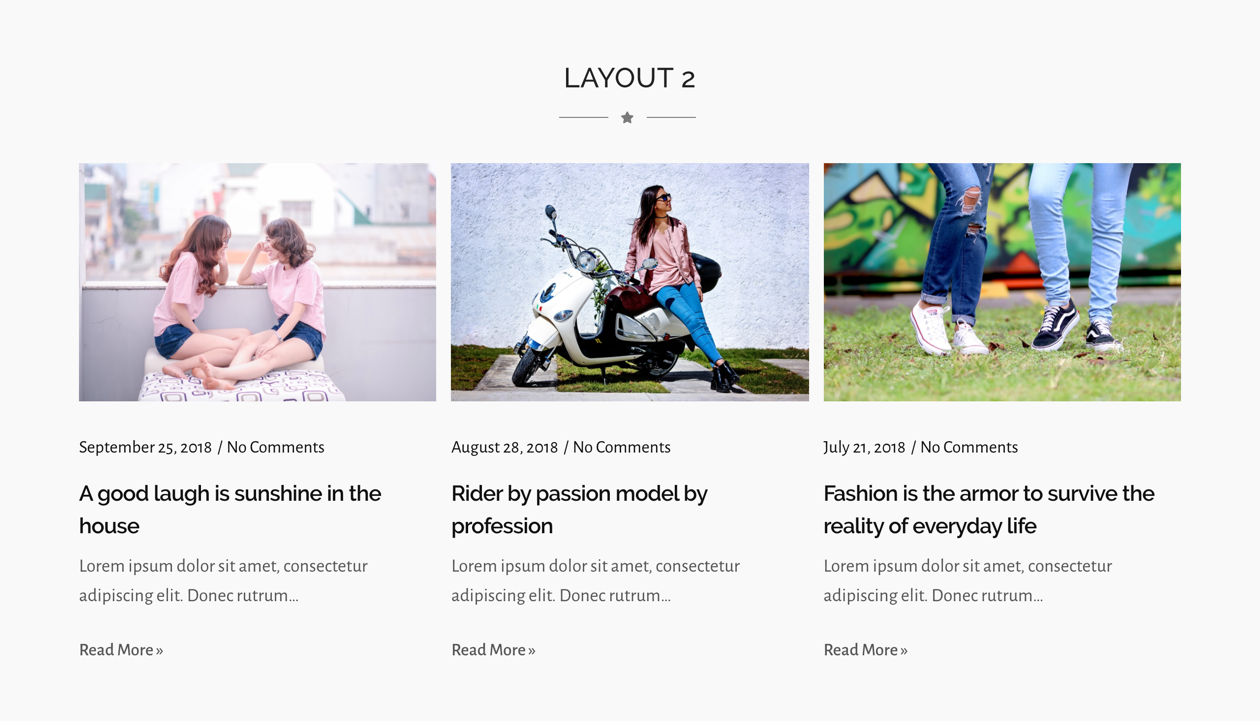 LAYOUT 2
September 25, 2018 / No Comments
A good laugh is sunshine in the
house
Lorem ipsum dolor sit amet, consectetur
adipiscing elit. Donec rutrum...
Read More »
August 28, 2018 / No Comments
Rider by passion model by
profession
Lorem ipsum dolor sit amet, consectetur
adipiscing elit. Donec rutrum...
Read More »
July 21, 2018 / No Comments
Fashion is the armor to survive the
reality of everyday life
Lorem ipsum dolor sit amet, consectetur
adipiscing elit. Donec rutrum...
Read More »